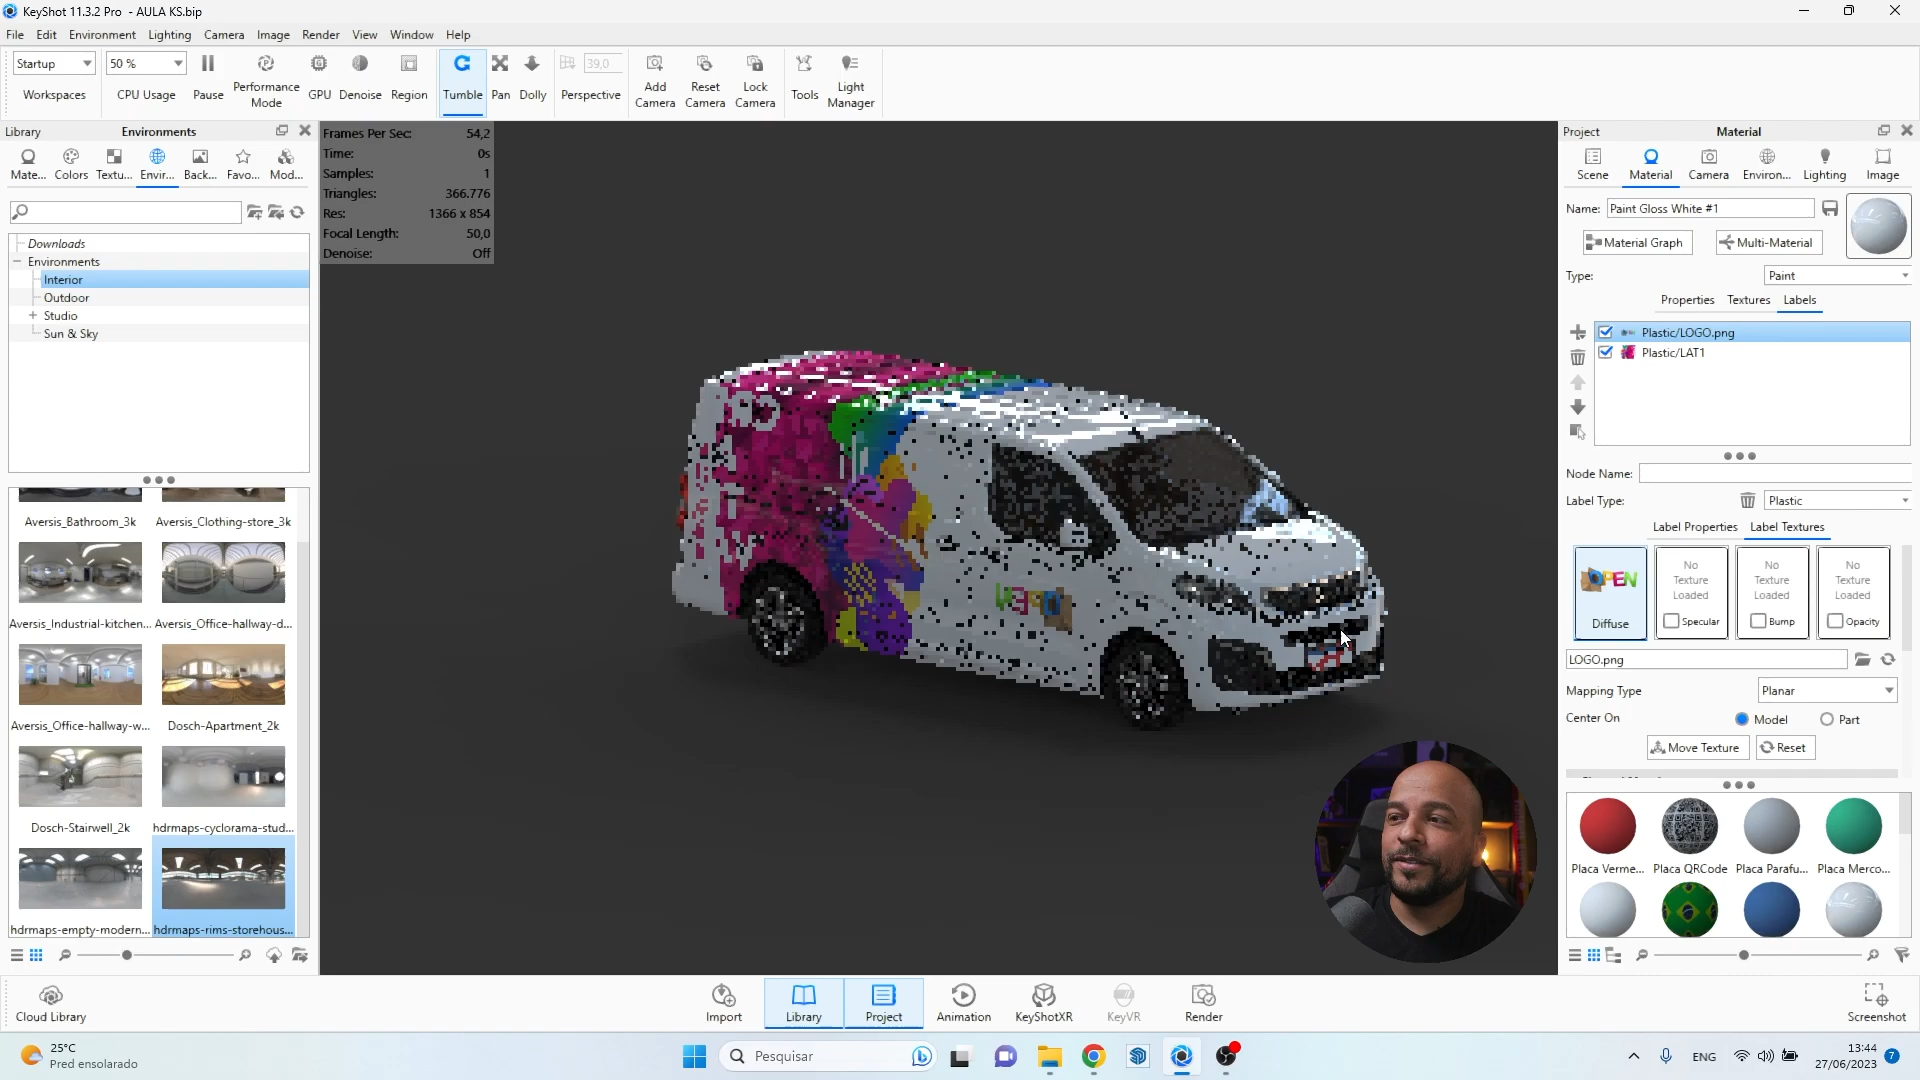 KeyShot 11.3.2 Pro - AULA KS.bip
File Edit Environment Lighting Camera Image Render View Window Help
Startup 50 % 39,0
Workspaces CPU Usage Pause Performance Mode GPU Denoise Region Tumble Pan Dolly Perspective Add Camera Reset Camera Lock Camera Tools Light Manager
Library Environments
Mate... Colors Textu... Envir... Back... Favo... Mod...
Downloads
Environments
Interior
Outdoor
Studio
Sun & Sky
Aversis_Bathroom_3k Aversis_Clothing-store_3k
Aversis_Industrial-kitchen... Aversis_Office-hallway-d...
Aversis_Office-hallway-w... Dosch-Apartment_2k
Dosch-Stairwell_2k hdrmaps-cyclorama-stud...
hdrmaps-empty-modern... hdrmaps-rims-storehous...
Frames Per Sec: 54,2
Time: 0s
Samples: 1
Triangles: 366.776
Res: 1366 x 854
Focal Length: 50,0
Denoise: Off
Project Material
Scene Material Camera Environ... Lighting Image
Name: Paint Gloss White #1
Material Graph Multi-Material
Type: Paint
Properties Textures Labels
Plastic/LOGO.png
Plastic/LAT1
Node Name:
Label Type: Plastic
Label Properties Label Textures
OPEN
No Texture Loaded
No Texture Loaded
No Texture Loaded
Diffuse Specular Bump Opacity
LOGO.png
Mapping Type Planar
Center On Model Part
Move Texture Reset
Placa Verme... Placa QRCode Placa Parafu... Placa Merco...
Cloud Library Import Library Project Animation KeyShotXR KeyVR Render Screenshot
25°C
Pred ensolarado
Pesquisar
ENG
13:44
27/06/2023
7